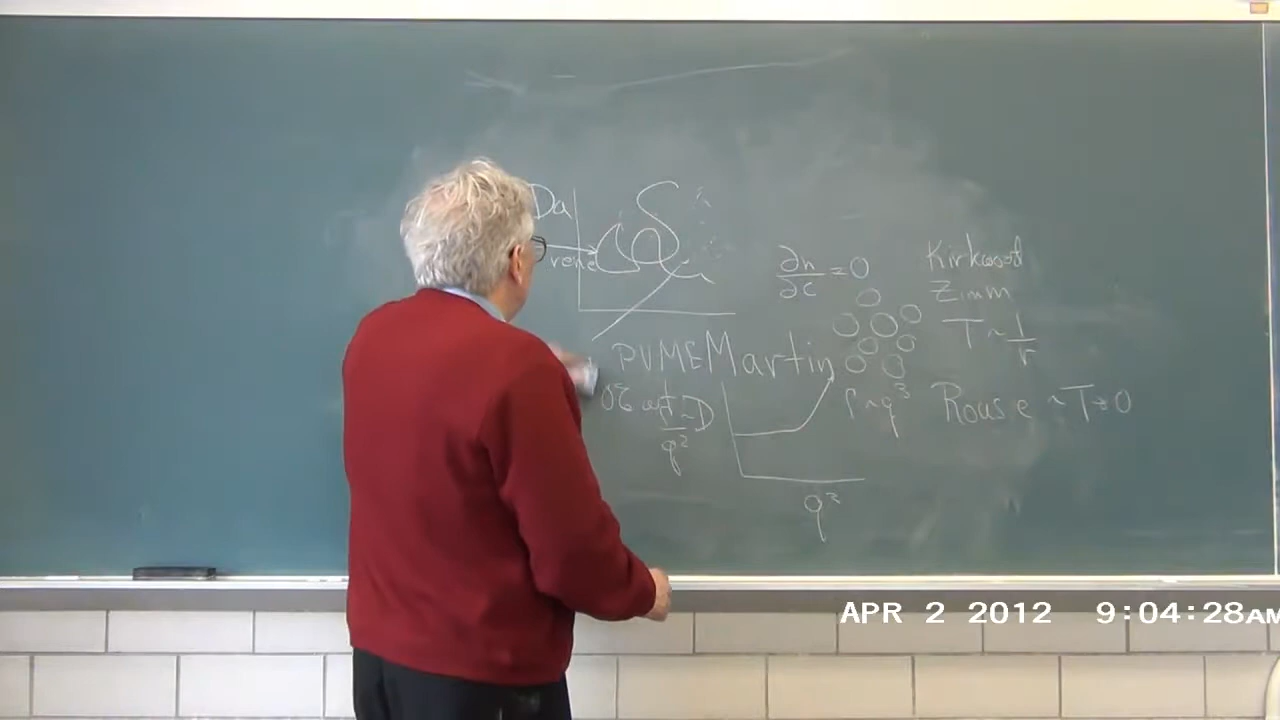 Da
rene
∂n/∂c = 0
Kirkwood
Zimm
T ~ 1/r
PVME Martin
Γ/q² ~ D
Γ ~ q³
Rouse ~ T→0
q³
APR 2 2012 9:04:28AM